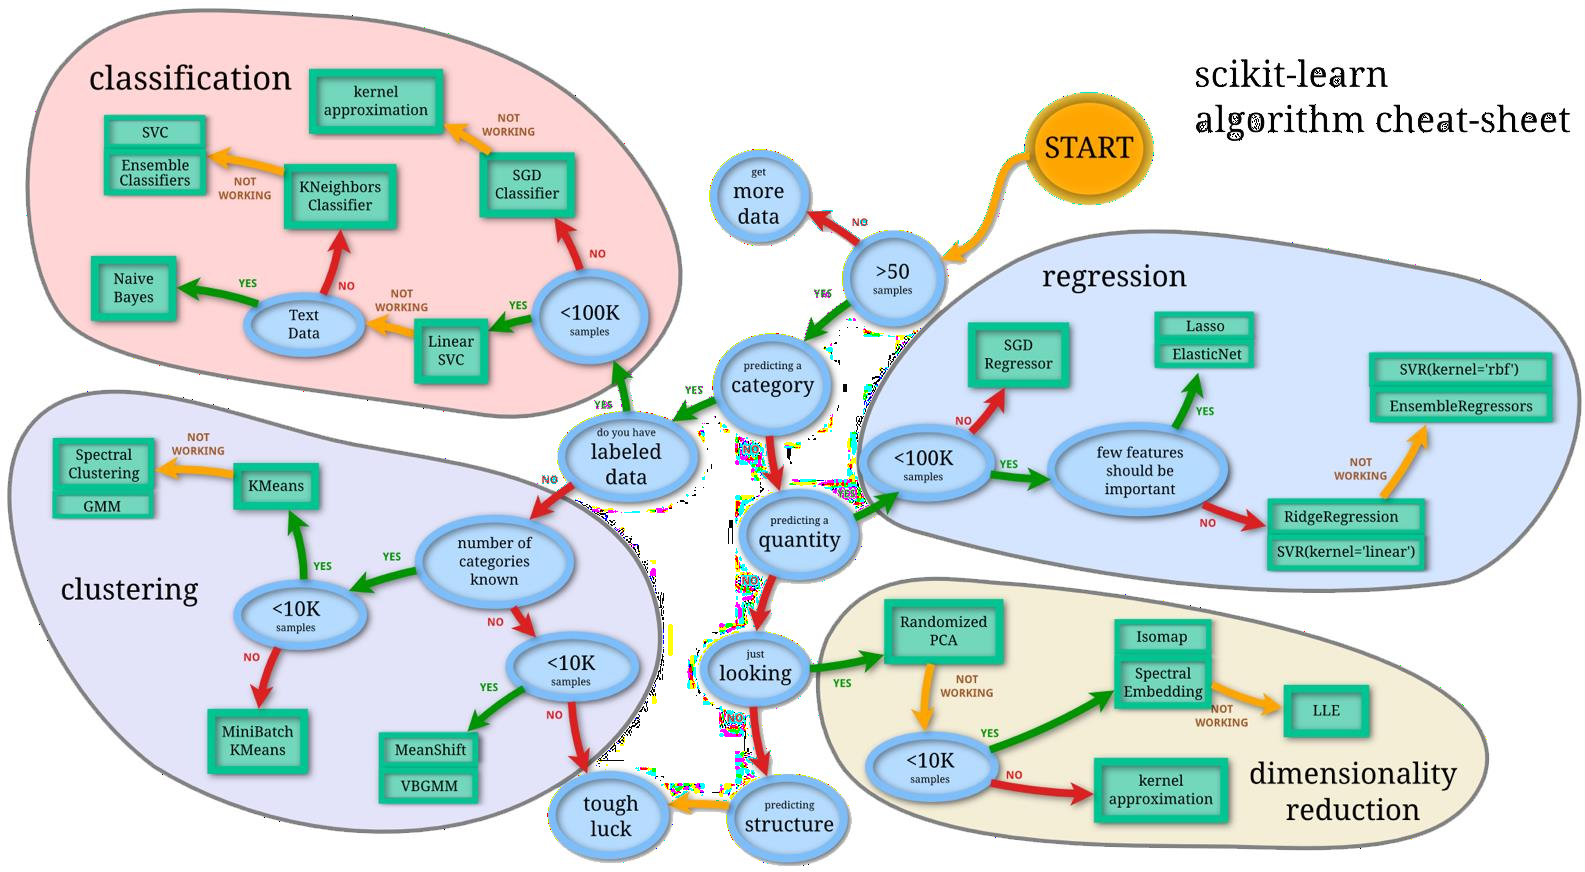 scikit-learn
algorithm cheat-sheet
START
get
more
data
NO
>50
samples
YES
predicting a
category
YES
NO
do you have
labeled
data
YES
NO
predicting a
quantity
YES
NO
just
looking
YES
NO
predicting
structure
tough
luck
classification
kernel
approximation
NOT
WORKING
SVC
Ensemble
Classifiers
NOT
WORKING
KNeighbors
Classifier
SGD
Classifier
NO
Naive
Bayes
YES
NO
Text
Data
NOT
WORKING
Linear
SVC
YES
<100K
samples
regression
SGD
Regressor
NO
<100K
samples
YES
Lasso
ElasticNet
YES
few features
should be
important
NO
SVR(kernel='rbf')
EnsembleRegressors
NOT
WORKING
RidgeRegression
SVR(kernel='linear')
clustering
Spectral
Clustering
GMM
NOT
WORKING
KMeans
YES
<10K
samples
NO
MiniBatch
KMeans
YES
number of
categories
known
NO
<10K
samples
YES
NO
MeanShift
VBGMM
dimensionality
reduction
Randomized
PCA
NOT
WORKING
<10K
samples
YES
NO
Isomap
Spectral
Embedding
NOT
WORKING
LLE
kernel
approximation